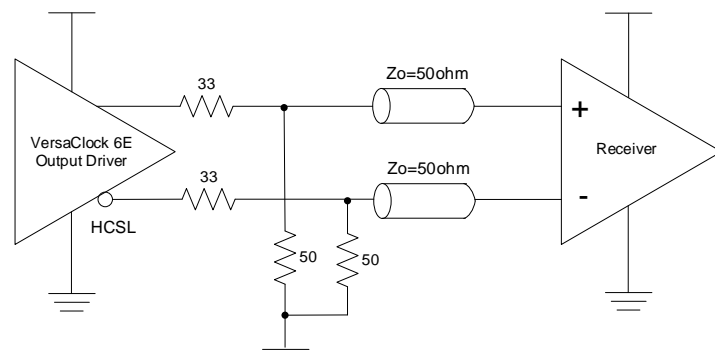 33
Zo=50ohm
VersaClock 6E
Output Driver
+
Receiver
33
Zo=50ohm
-
HCSL
50
50